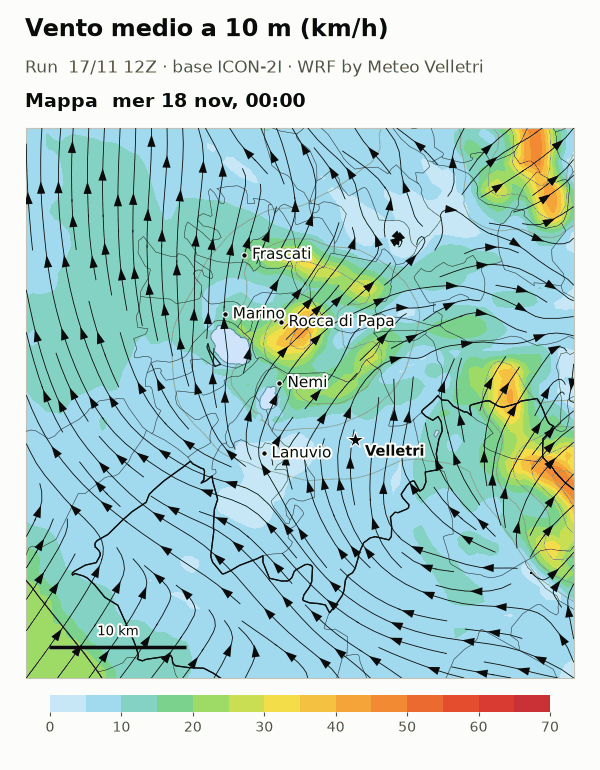 Vento medio a 10 m (km/h)
Run  17/11 12Z · base ICON-2I · WRF by Meteo Velletri
Mappa  mer 18 nov, 00:00
Frascati
Marino
Rocca di Papa
Nemi
Velletri
Lanuvio
10 km
0 10 20 30 40 50 60 70